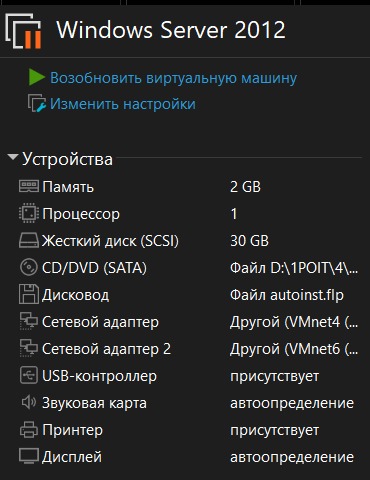 Windows Server 2012
Возобновить виртуальную машину
Изменить настройки
Устройства
Память 2 GB
Процессор 1
Жесткий диск (SCSI) 30 GB
CD/DVD (SATA) Файл D:\1POIT\4\...
Дисковод Файл autoinst.flp
Сетевой адаптер Другой (VMnet4 (...
Сетевой адаптер 2 Другой (VMnet6 (...
USB-контроллер присутствует
Звуковая карта автоопределение
Принтер присутствует
Дисплей автоопределение